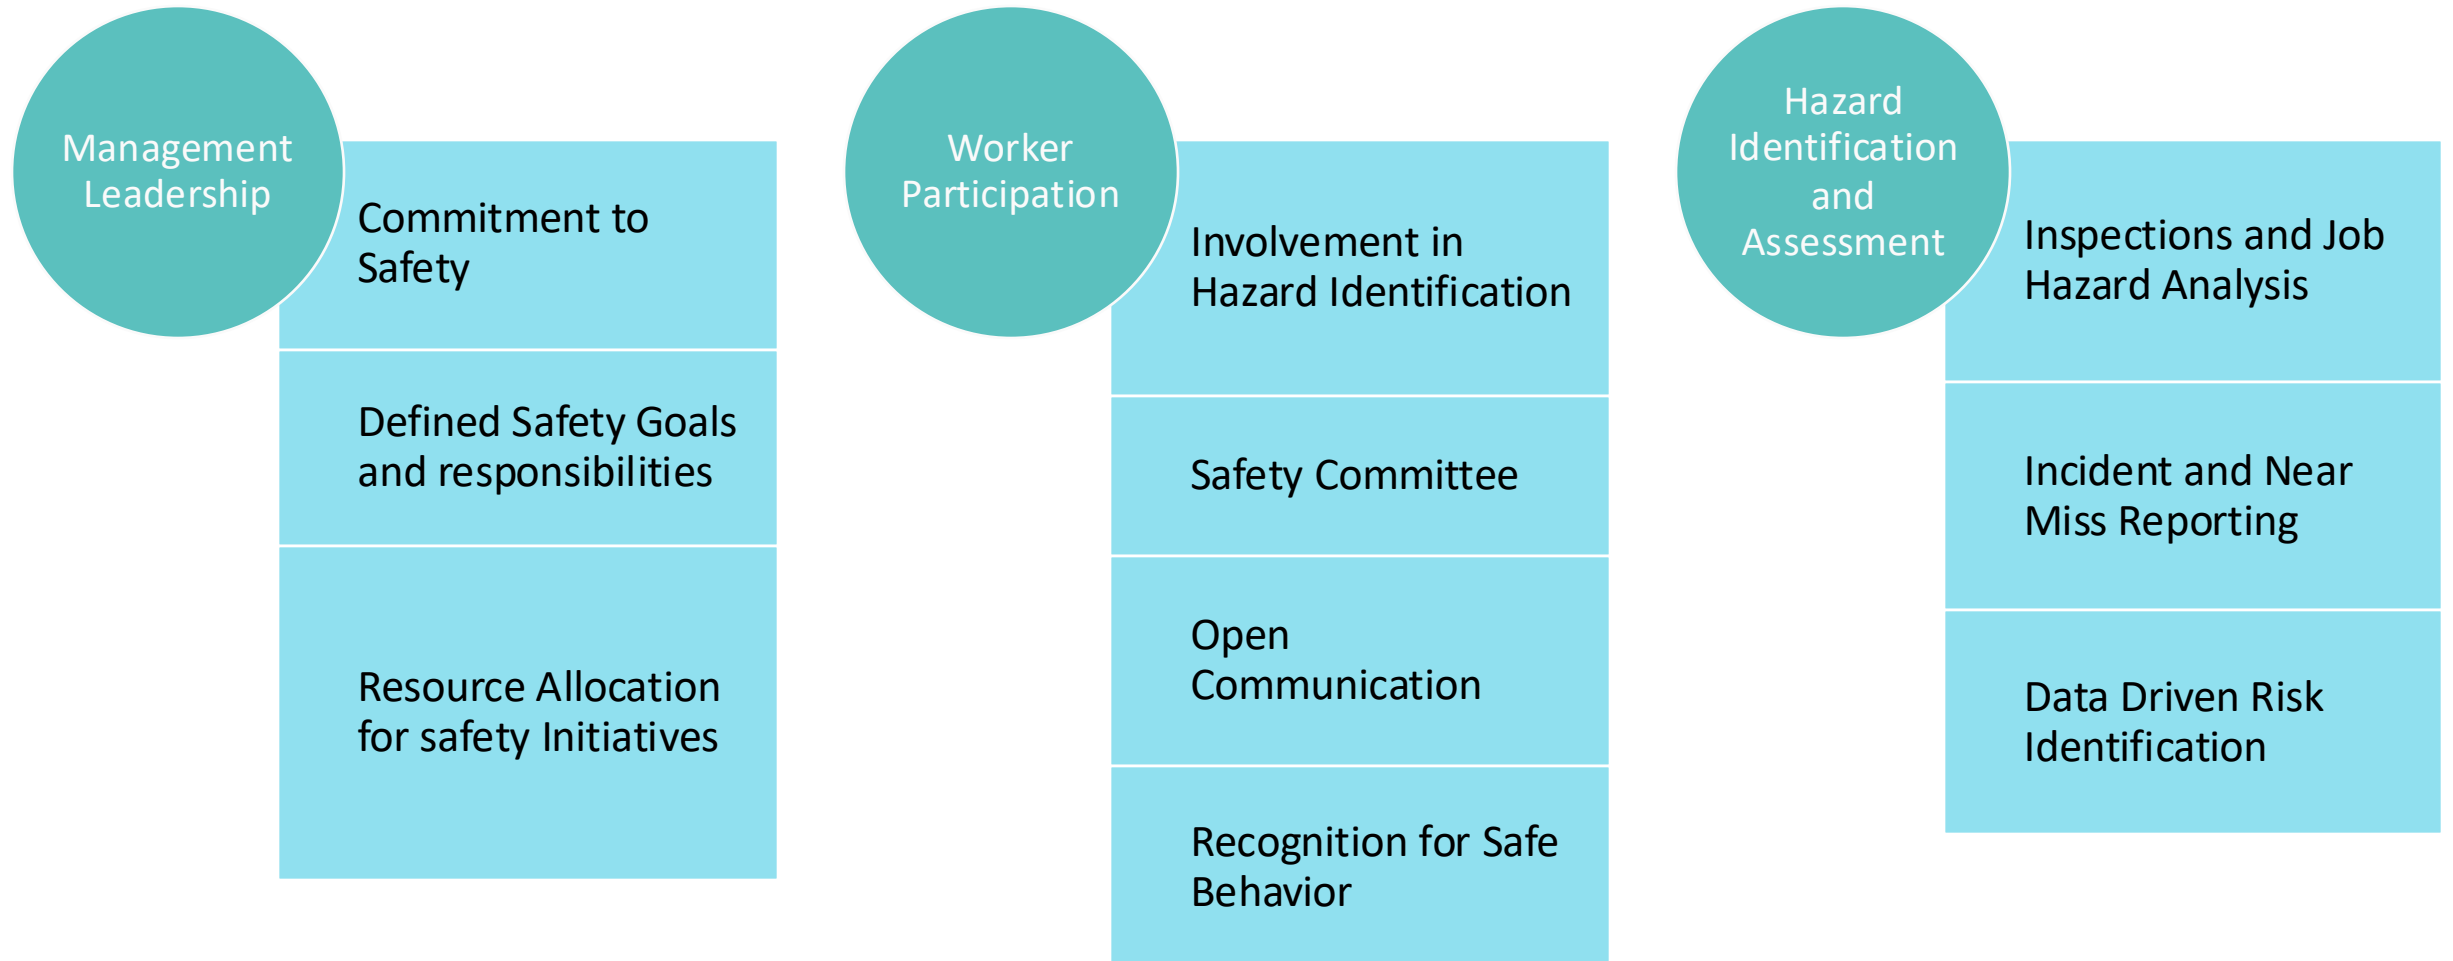 Management
Leadership
Commitment to
Safety
Defined Safety Goals
and responsibilities
Resource Allocation
for safety Initiatives
Worker
Participation
Involvement in
Hazard Identification
Safety Committee
Open
Communication
Recognition for Safe
Behavior
Hazard
Identification
and
Assessment
Inspections and Job
Hazard Analysis
Incident and Near
Miss Reporting
Data Driven Risk
Identification